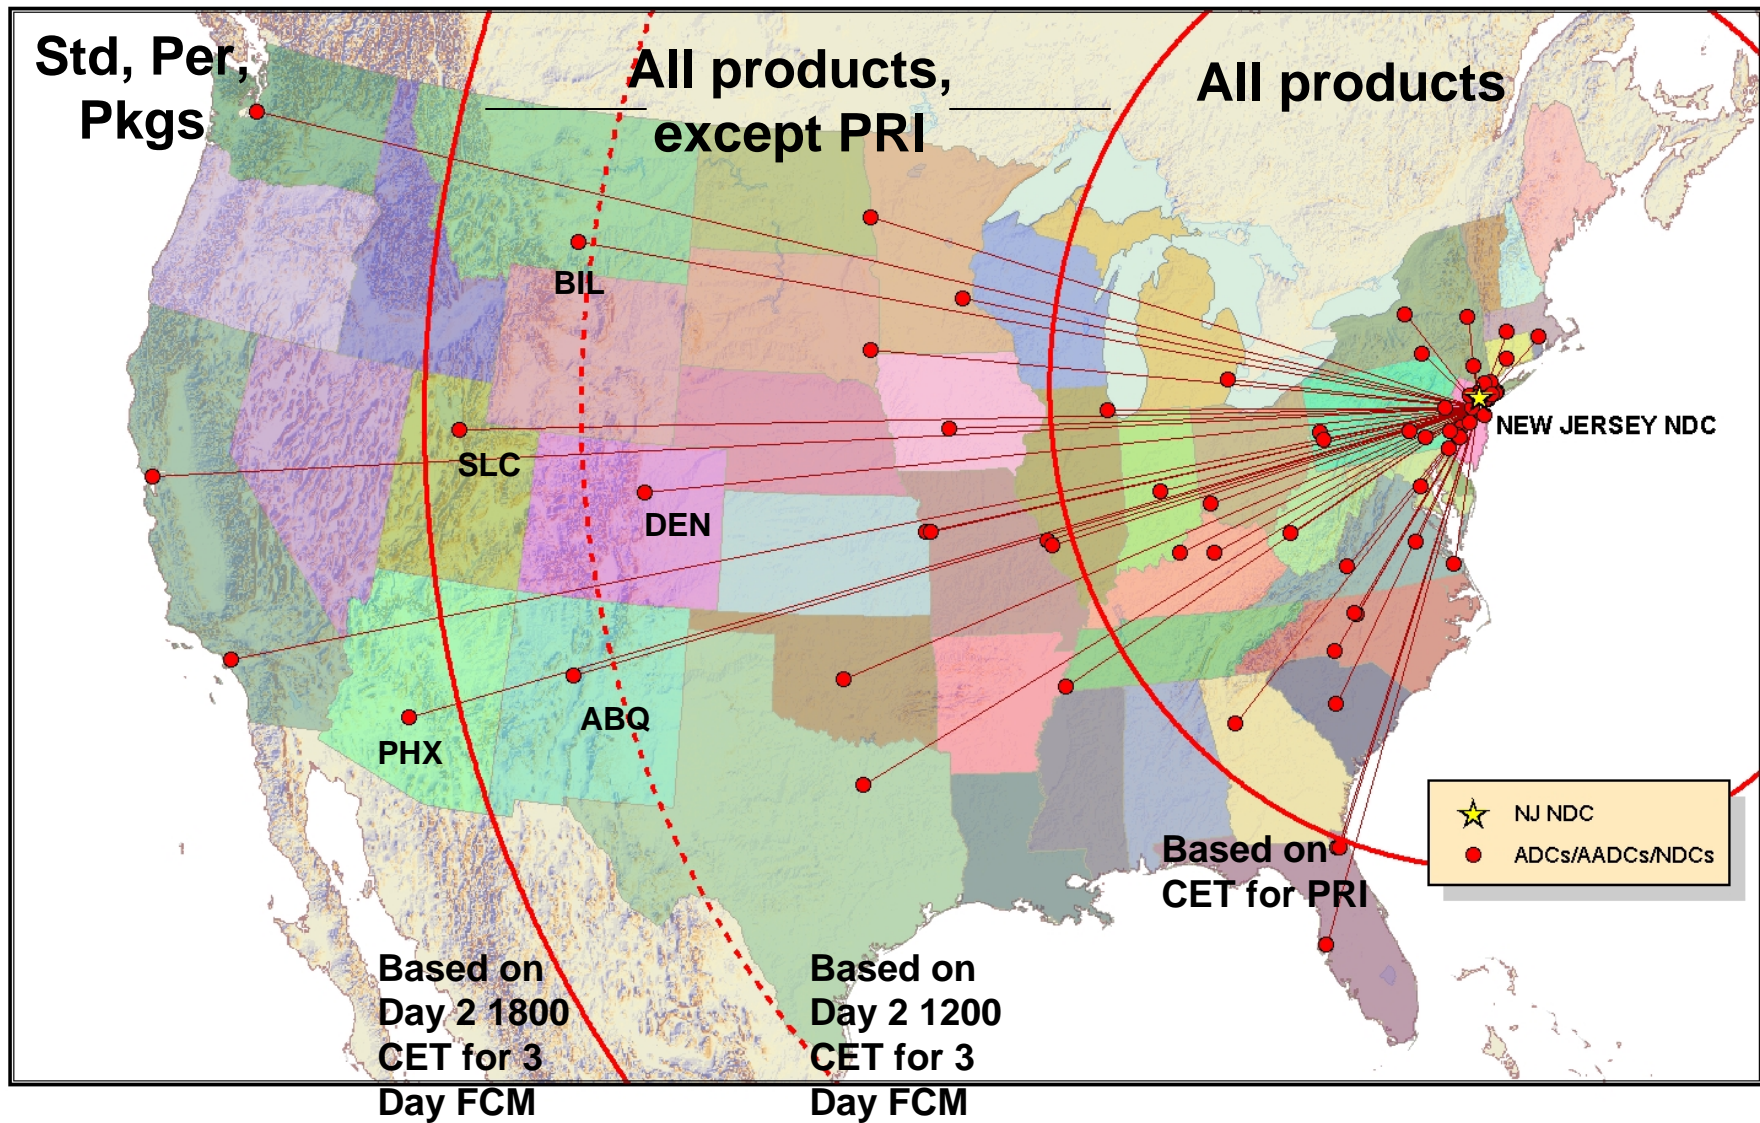 Std, Per,
Pkgs
All products,
except PRI
All products
BIL
SLC
DEN
ABQ
PHX
NEW JERSEY NDC
NJ NDC
ADCs/AADCs/NDCs
Based on
CET for PRI
Based on
Day 2 1800
CET for 3
Day FCM
Based on
Day 2 1200
CET for 3
Day FCM